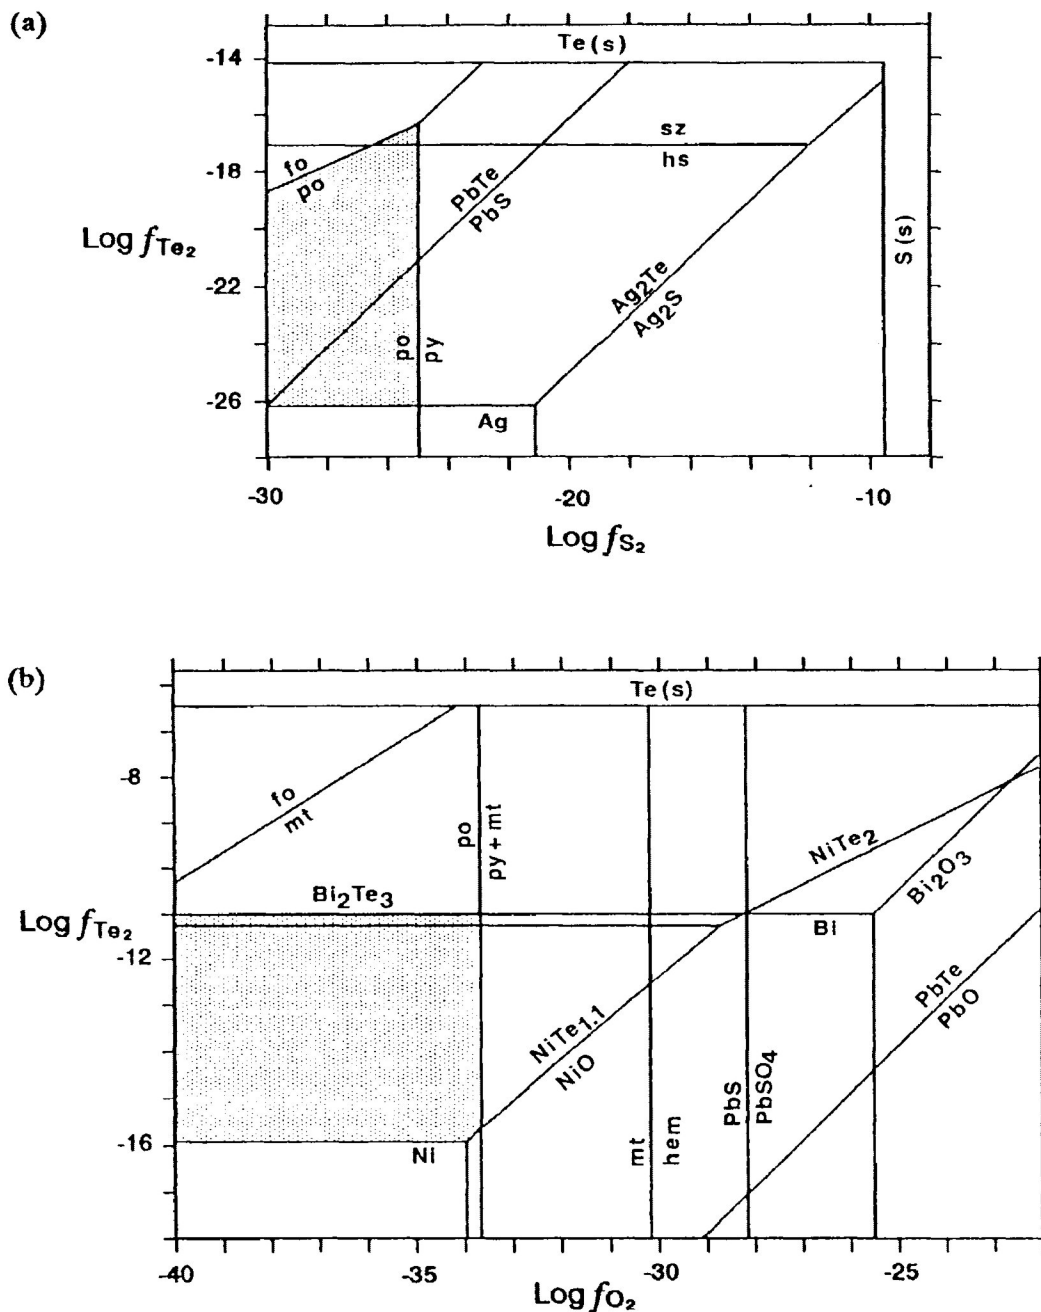 (a)
Te (s)
-14
sz
hs
fo
po
-18
PbTe
PbS
Log fTe₂
S (s)
-22
Ag₂Te
Ag₂S
po
py
-26
Ag
-30
-20
-10
Log fS₂
(b)
Te (s)
-8
fo
mt
po
py + mt
NiTe₂
Bi₂Te₃
Bi₂O₃
Log fTe₂
Bi
-12
PbTe
PbO
NiTe₁.₁
NiO
PbS
PbSO₄
-16
Ni
mt
hem
-40
-35
-30
-25
Log fO₂